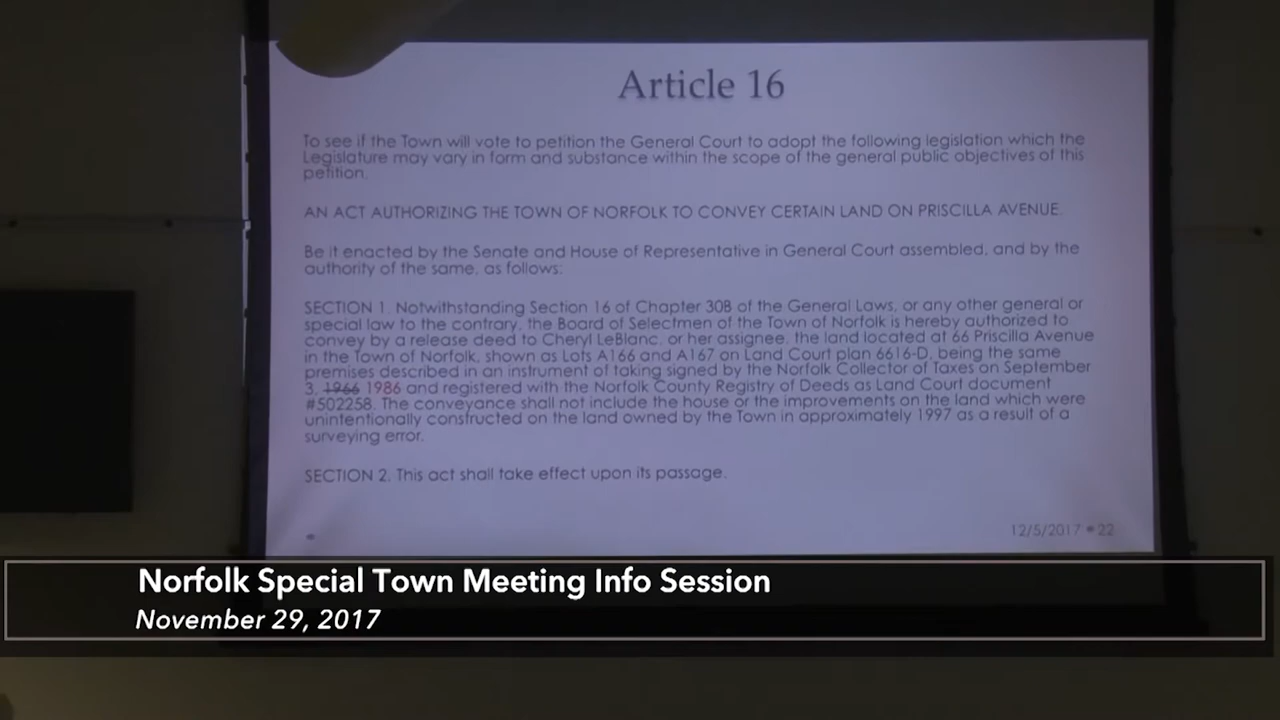 Article 16
To see if the Town will vote to petition the General Court to adopt the following legislation which the
Legislature may vary in form and substance within the scope of the general public objectives of this
petition.
AN ACT AUTHORIZING THE TOWN OF NORFOLK TO CONVEY CERTAIN LAND ON PRISCILLA AVENUE.
Be it enacted by the Senate and House of Representative in General Court assembled, and by the
authority of the same, as follows:
SECTION 1. Notwithstanding Section 16 of Chapter 30B of the General Laws, or any other general or
special law to the contrary, the Board of Selectmen of the Town of Norfolk is hereby authorized to
convey by a release deed to Cheryl LeBlanc, or her assignee, the land located at 66 Priscilla Avenue
in the Town of Norfolk, shown as Lots A166 and A167 on Land Court plan 6616-D, being the same
premises described in an instrument of taking signed by the Norfolk Collector of Taxes on September
3, 1966 1986 and registered with the Norfolk County Registry of Deeds as Land Court document
#502258. The conveyance shall not include the house or the improvements on the land which were
unintentionally constructed on the land owned by the Town in approximately 1997 as a result of a
surveying error.
SECTION 2. This act shall take effect upon its passage.
12/5/2017 • 22
Norfolk Special Town Meeting Info Session
November 29, 2017